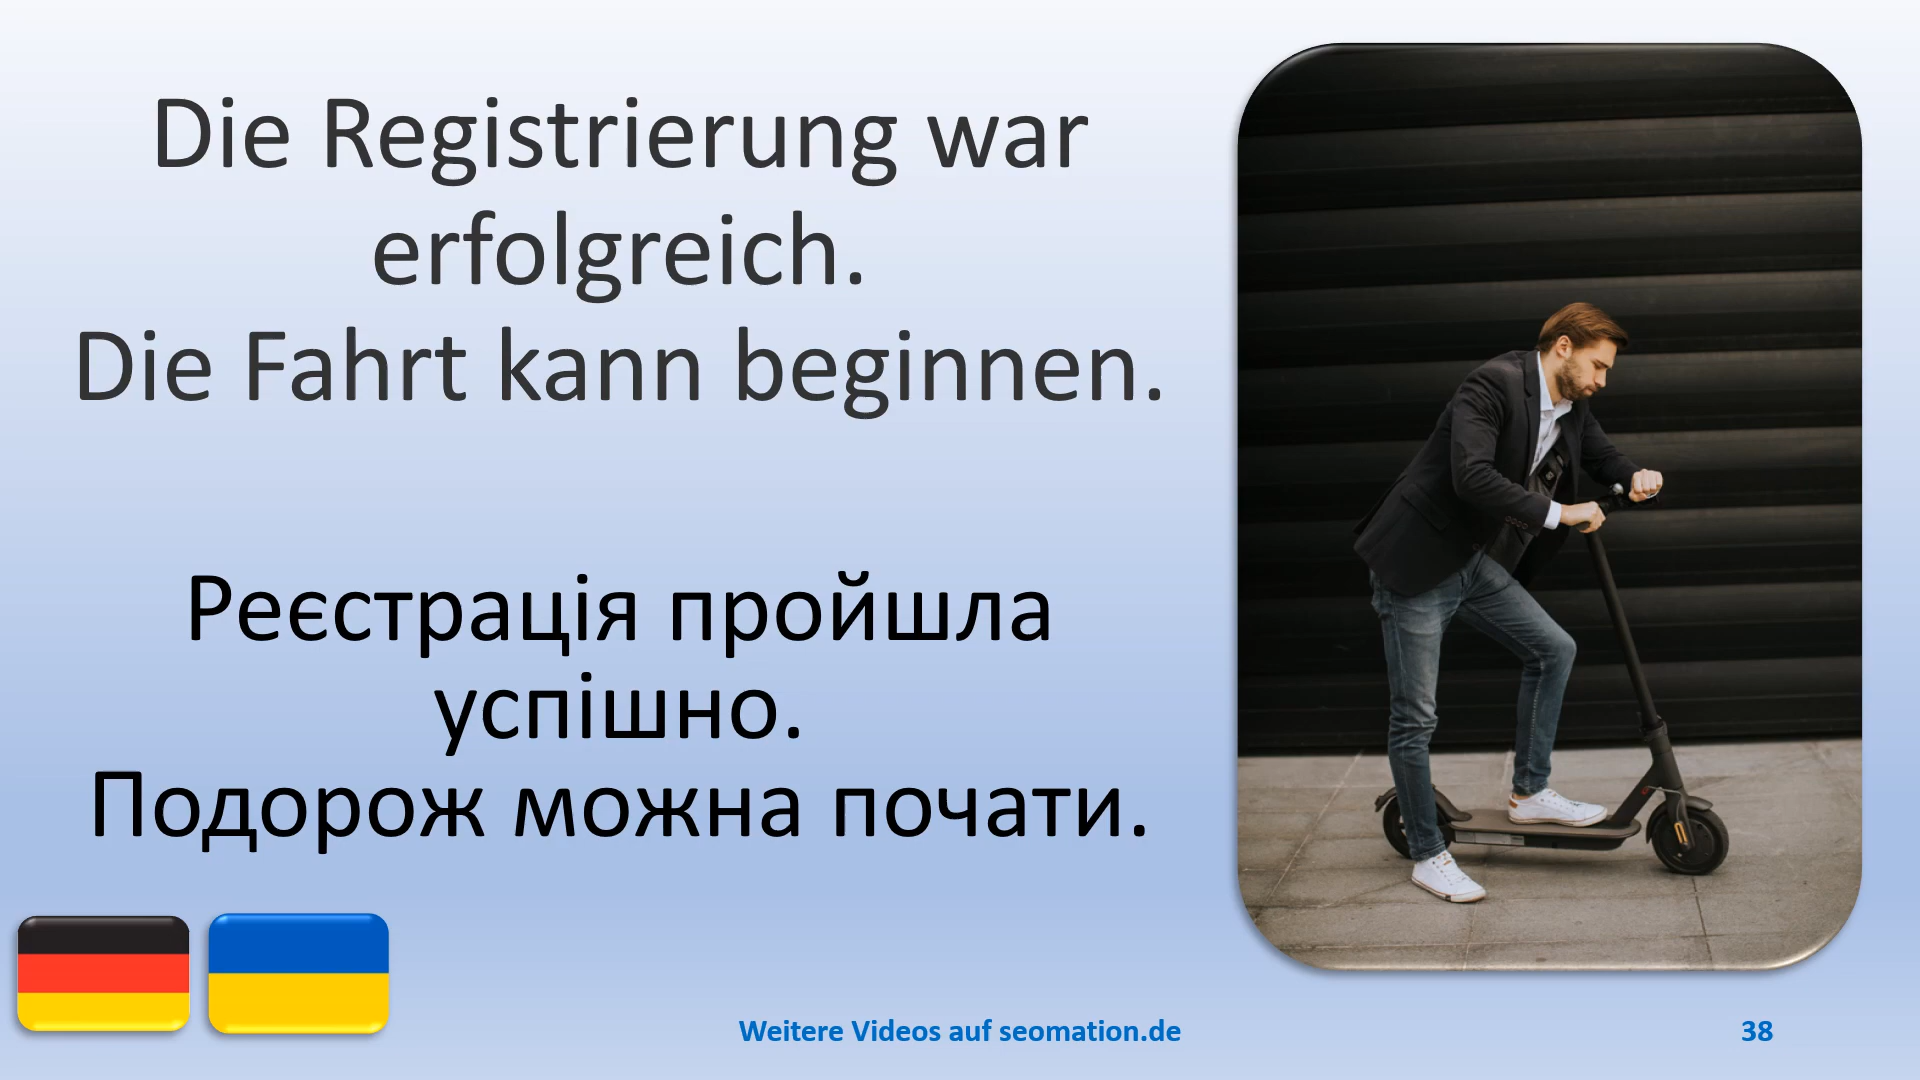 Die Registrierung war
erfolgreich.
Die Fahrt kann beginnen.
Реєстрація пройшла
успішно.
Подорож можна почати.
Weitere Videos auf seomation.de
38